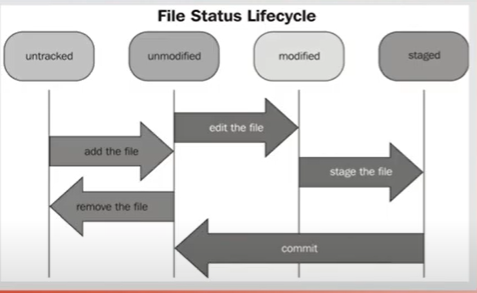 File Status Lifecycle
untracked
unmodified
modified
staged
edit the file
add the file
stage the file
remove the file
commit